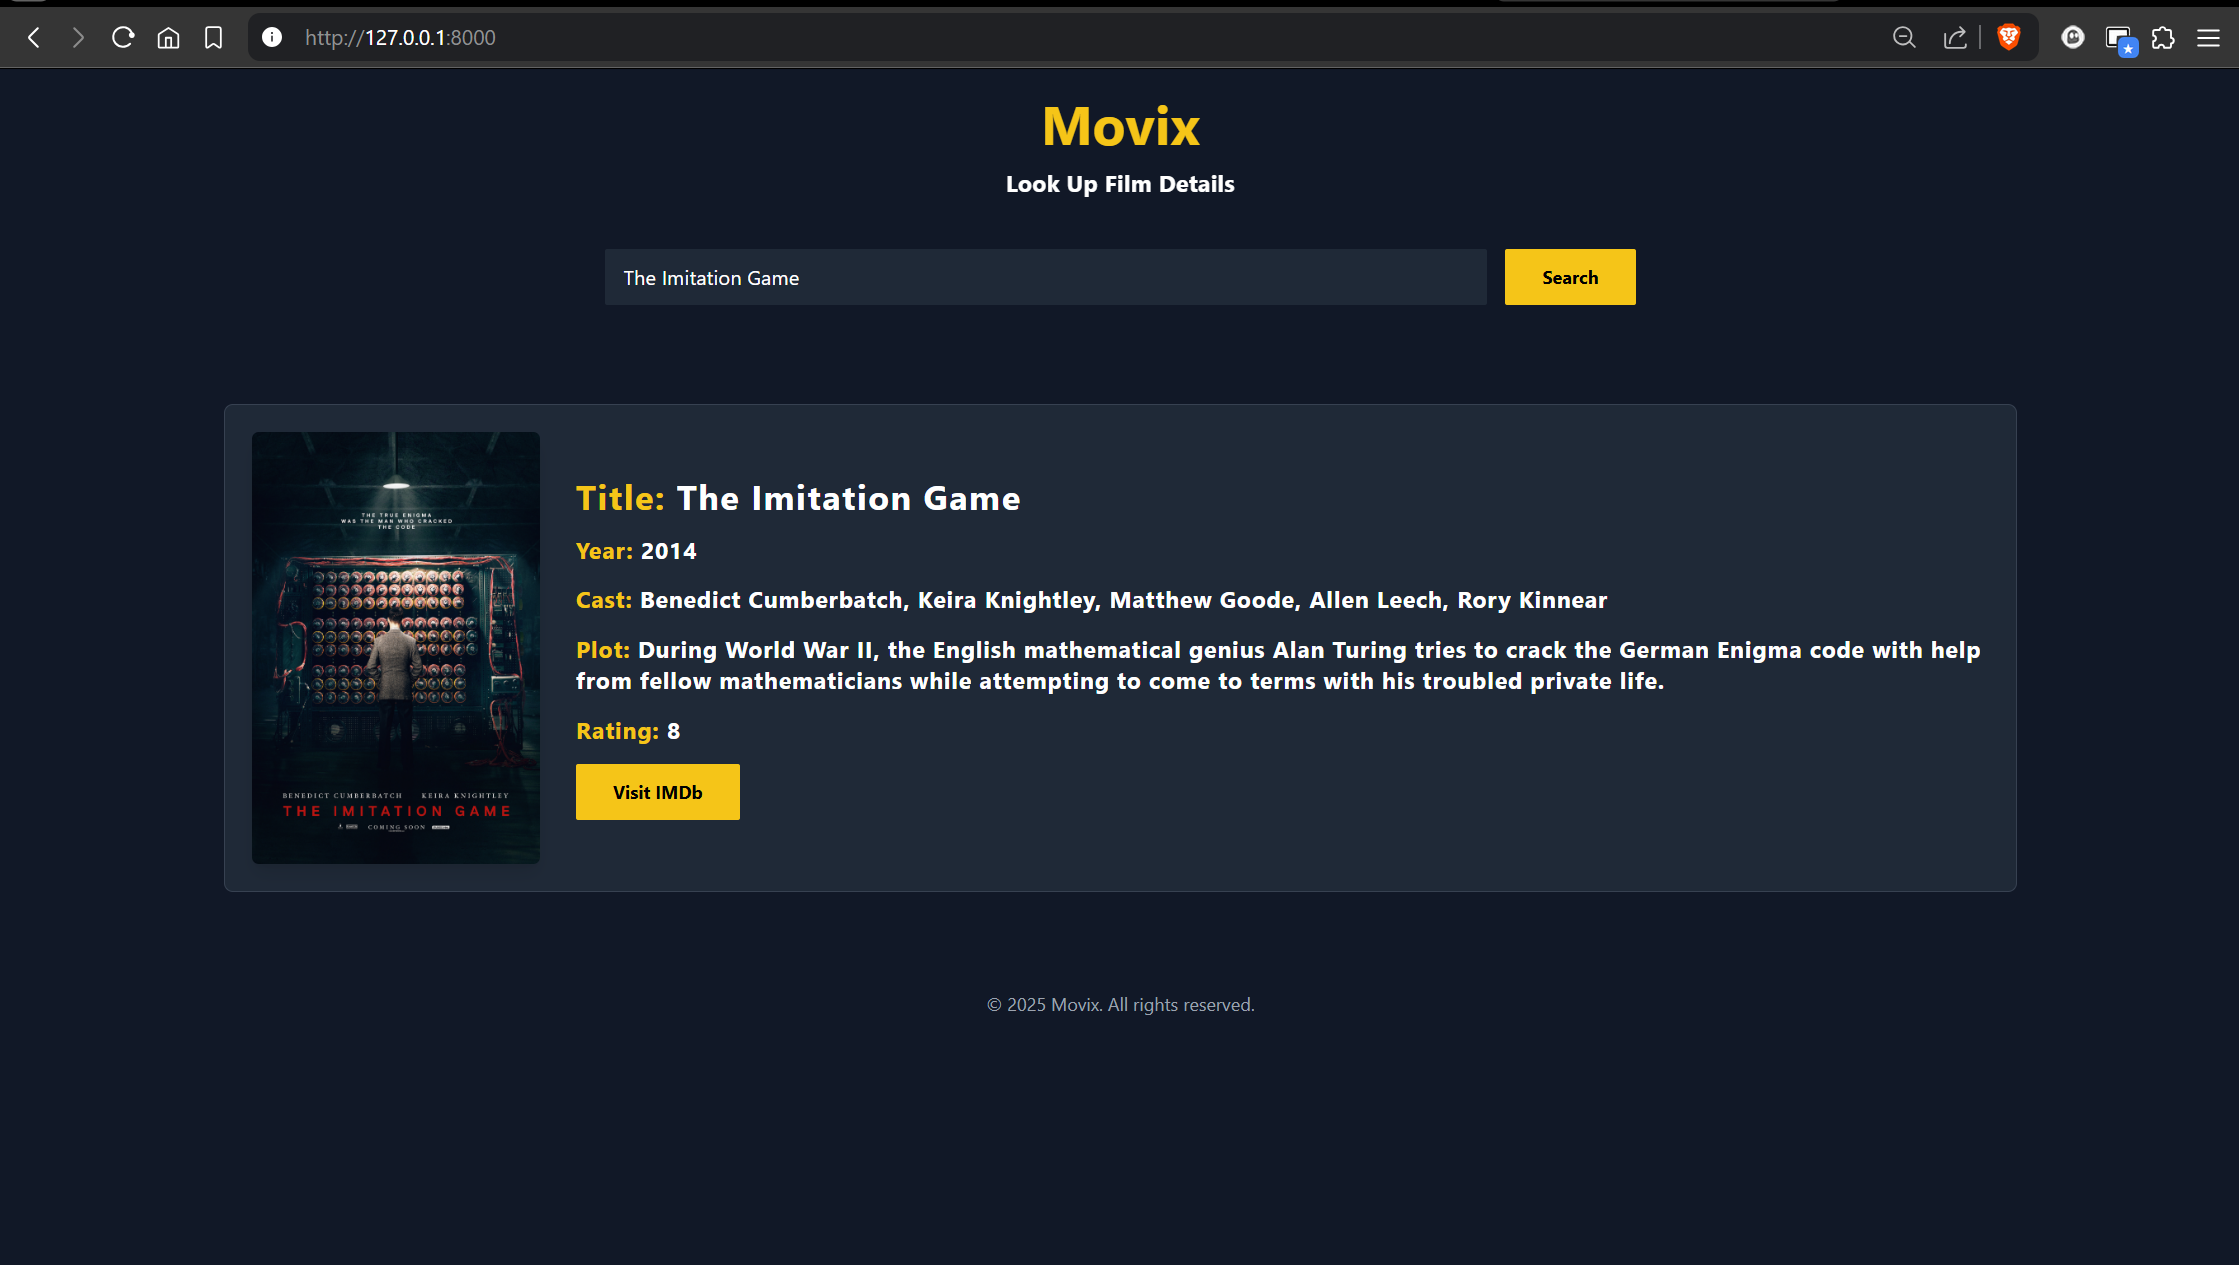 http://127.0.0.1:8000
Movix
Look Up Film Details
The Imitation Game
Search
THE TRUE ENIGMA
WAS THE MAN WHO CRACKED
THE CODE
BENEDICT CUMBERBATCH KEIRA KNIGHTLEY
THE IMITATION GAME
COMING SOON
Title: The Imitation Game
Year: 2014
Cast: Benedict Cumberbatch, Keira Knightley, Matthew Goode, Allen Leech, Rory Kinnear
Plot: During World War II, the English mathematical genius Alan Turing tries to crack the German Enigma code with help
from fellow mathematicians while attempting to come to terms with his troubled private life.
Rating: 8
Visit IMDb
© 2025 Movix. All rights reserved.